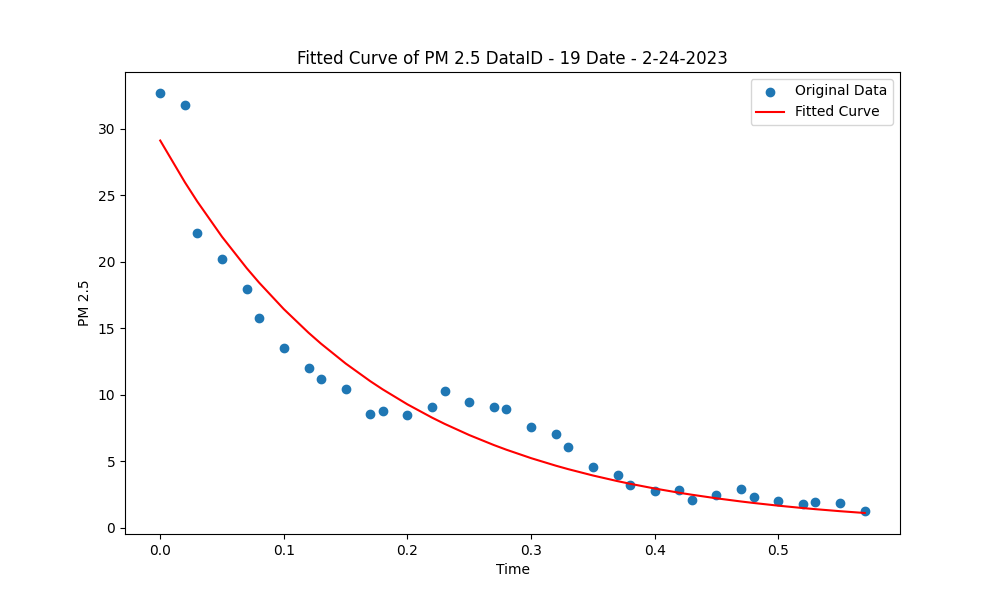 Fitted Curve of PM 2.5 DataID - 19 Date - 2-24-2023
Original Data
Fitted Curve
PM 2.5
30
25
20
15
10
5
0
0.0 0.1 0.2 0.3 0.4 0.5
Time